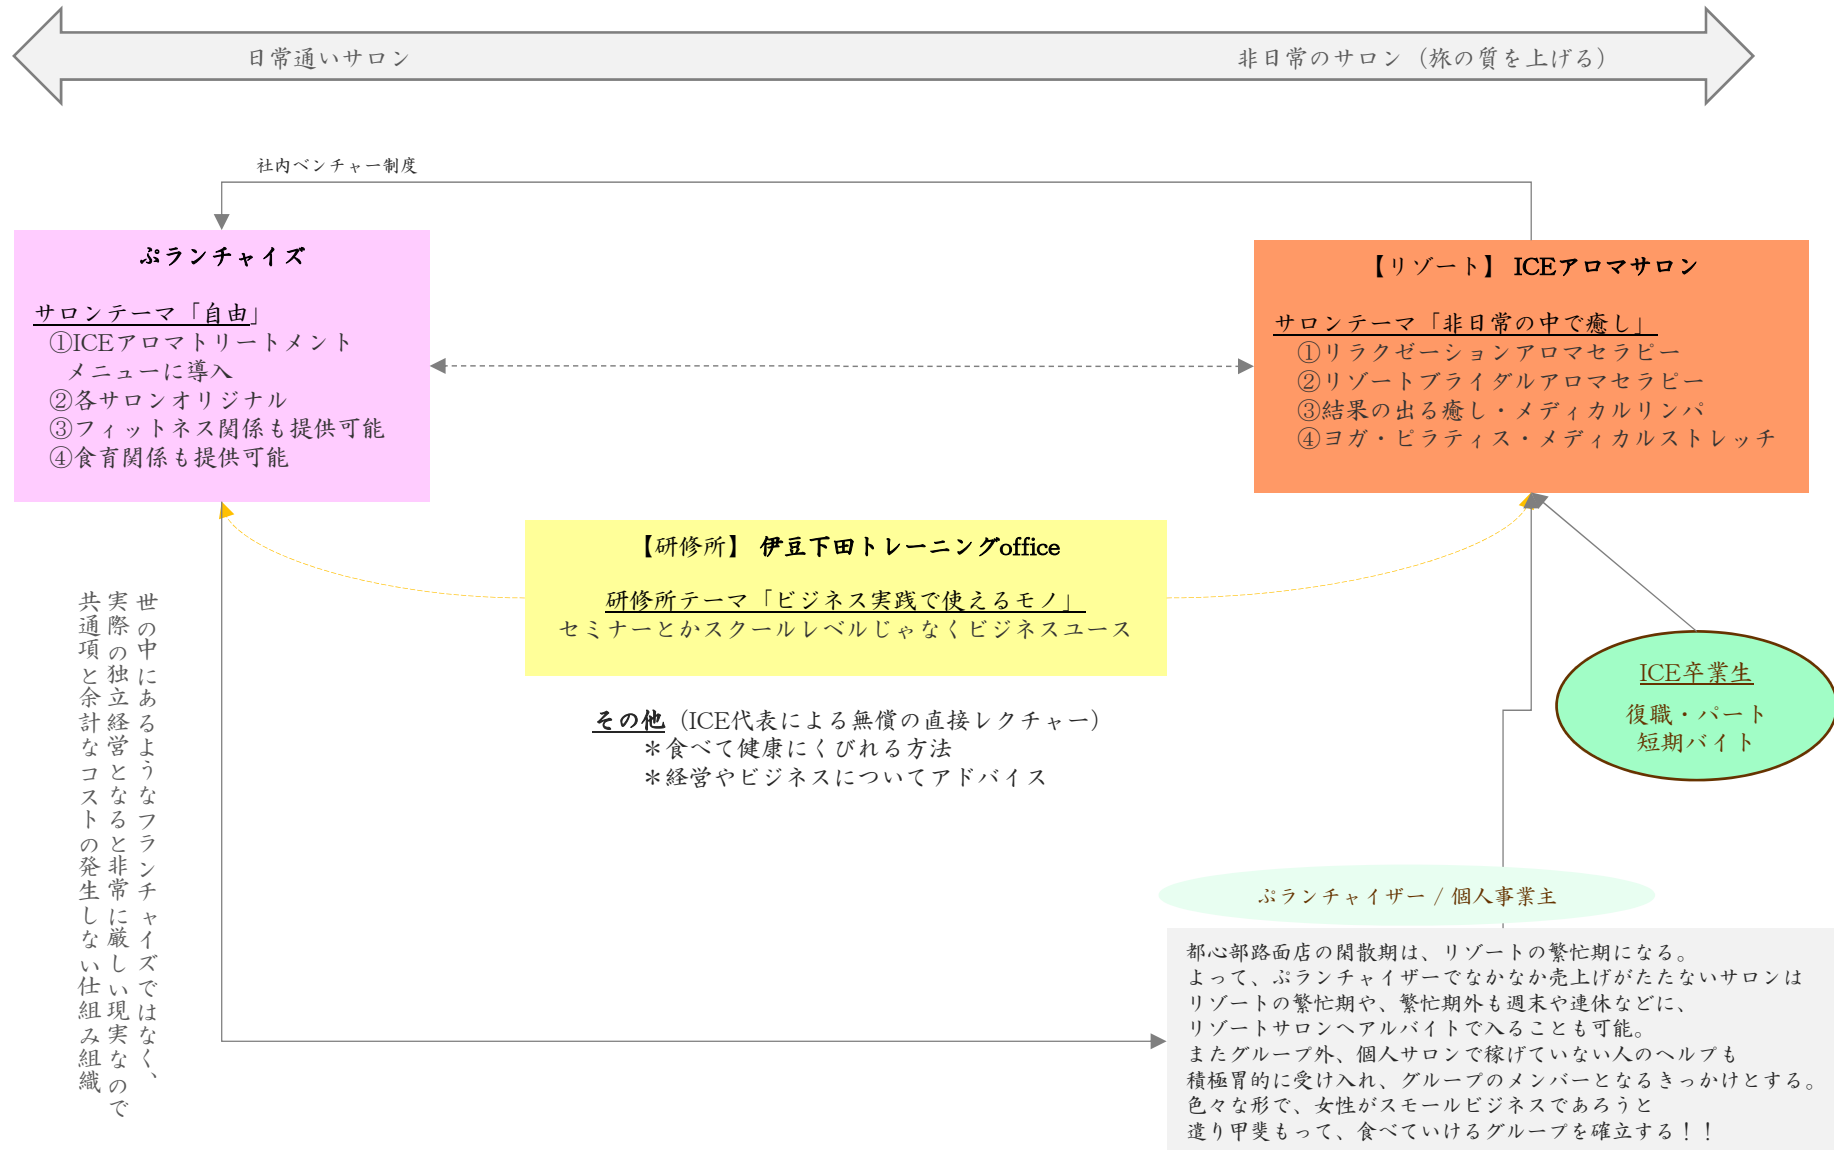 日常通いサロン
非日常のサロン（旅の質を上げる）
社内ベンチャー制度
ぷランチャイズ
サロンテーマ「自由」
①ICEアロマトリートメント
メニューに導入
②各サロンオリジナル
③フィットネス関係も提供可能
④食育関係も提供可能
【リゾート】ICEアロマサロン
サロンテーマ「非日常の中で癒し」
①リラクゼーションアロマセラピー
②リゾートブライダルアロマセラピー
③結果の出る癒し・メディカルリンパ
④ヨガ・ピラティス・メディカルストレッチ
【研修所】伊豆下田トレーニングoffice
研修所テーマ「ビジネス実践で使えるモノ」
セミナーとかスクールレベルじゃなくビジネスユース
世の中にあるようなフランチャイズではなく、
実際の独立経営となると非常に厳しい現実なので
共通項と余計なコストの発生しない仕組み組織
その他（ICE代表による無償の直接レクチャー）
＊食べて健康にくびれる方法
＊経営やビジネスについてアドバイス
ICE卒業生
復職・パート
短期バイト
ぷランチャイザー / 個人事業主
都心部路面店の閑散期は、リゾートの繁忙期になる。
よって、ぷランチャイザーでなかなか売上げがたたないサロンは
リゾートの繁忙期や、繁忙期外も週末や連休などに、
リゾートサロンへアルバイトで入ることも可能。
またグループ外、個人サロンで稼げていない人のヘルプも
積極胃的に受け入れ、グループのメンバーとなるきっかけとする。
色々な形で、女性がスモールビジネスであろうと
遣り甲斐もって、食べていけるグループを確立する！！